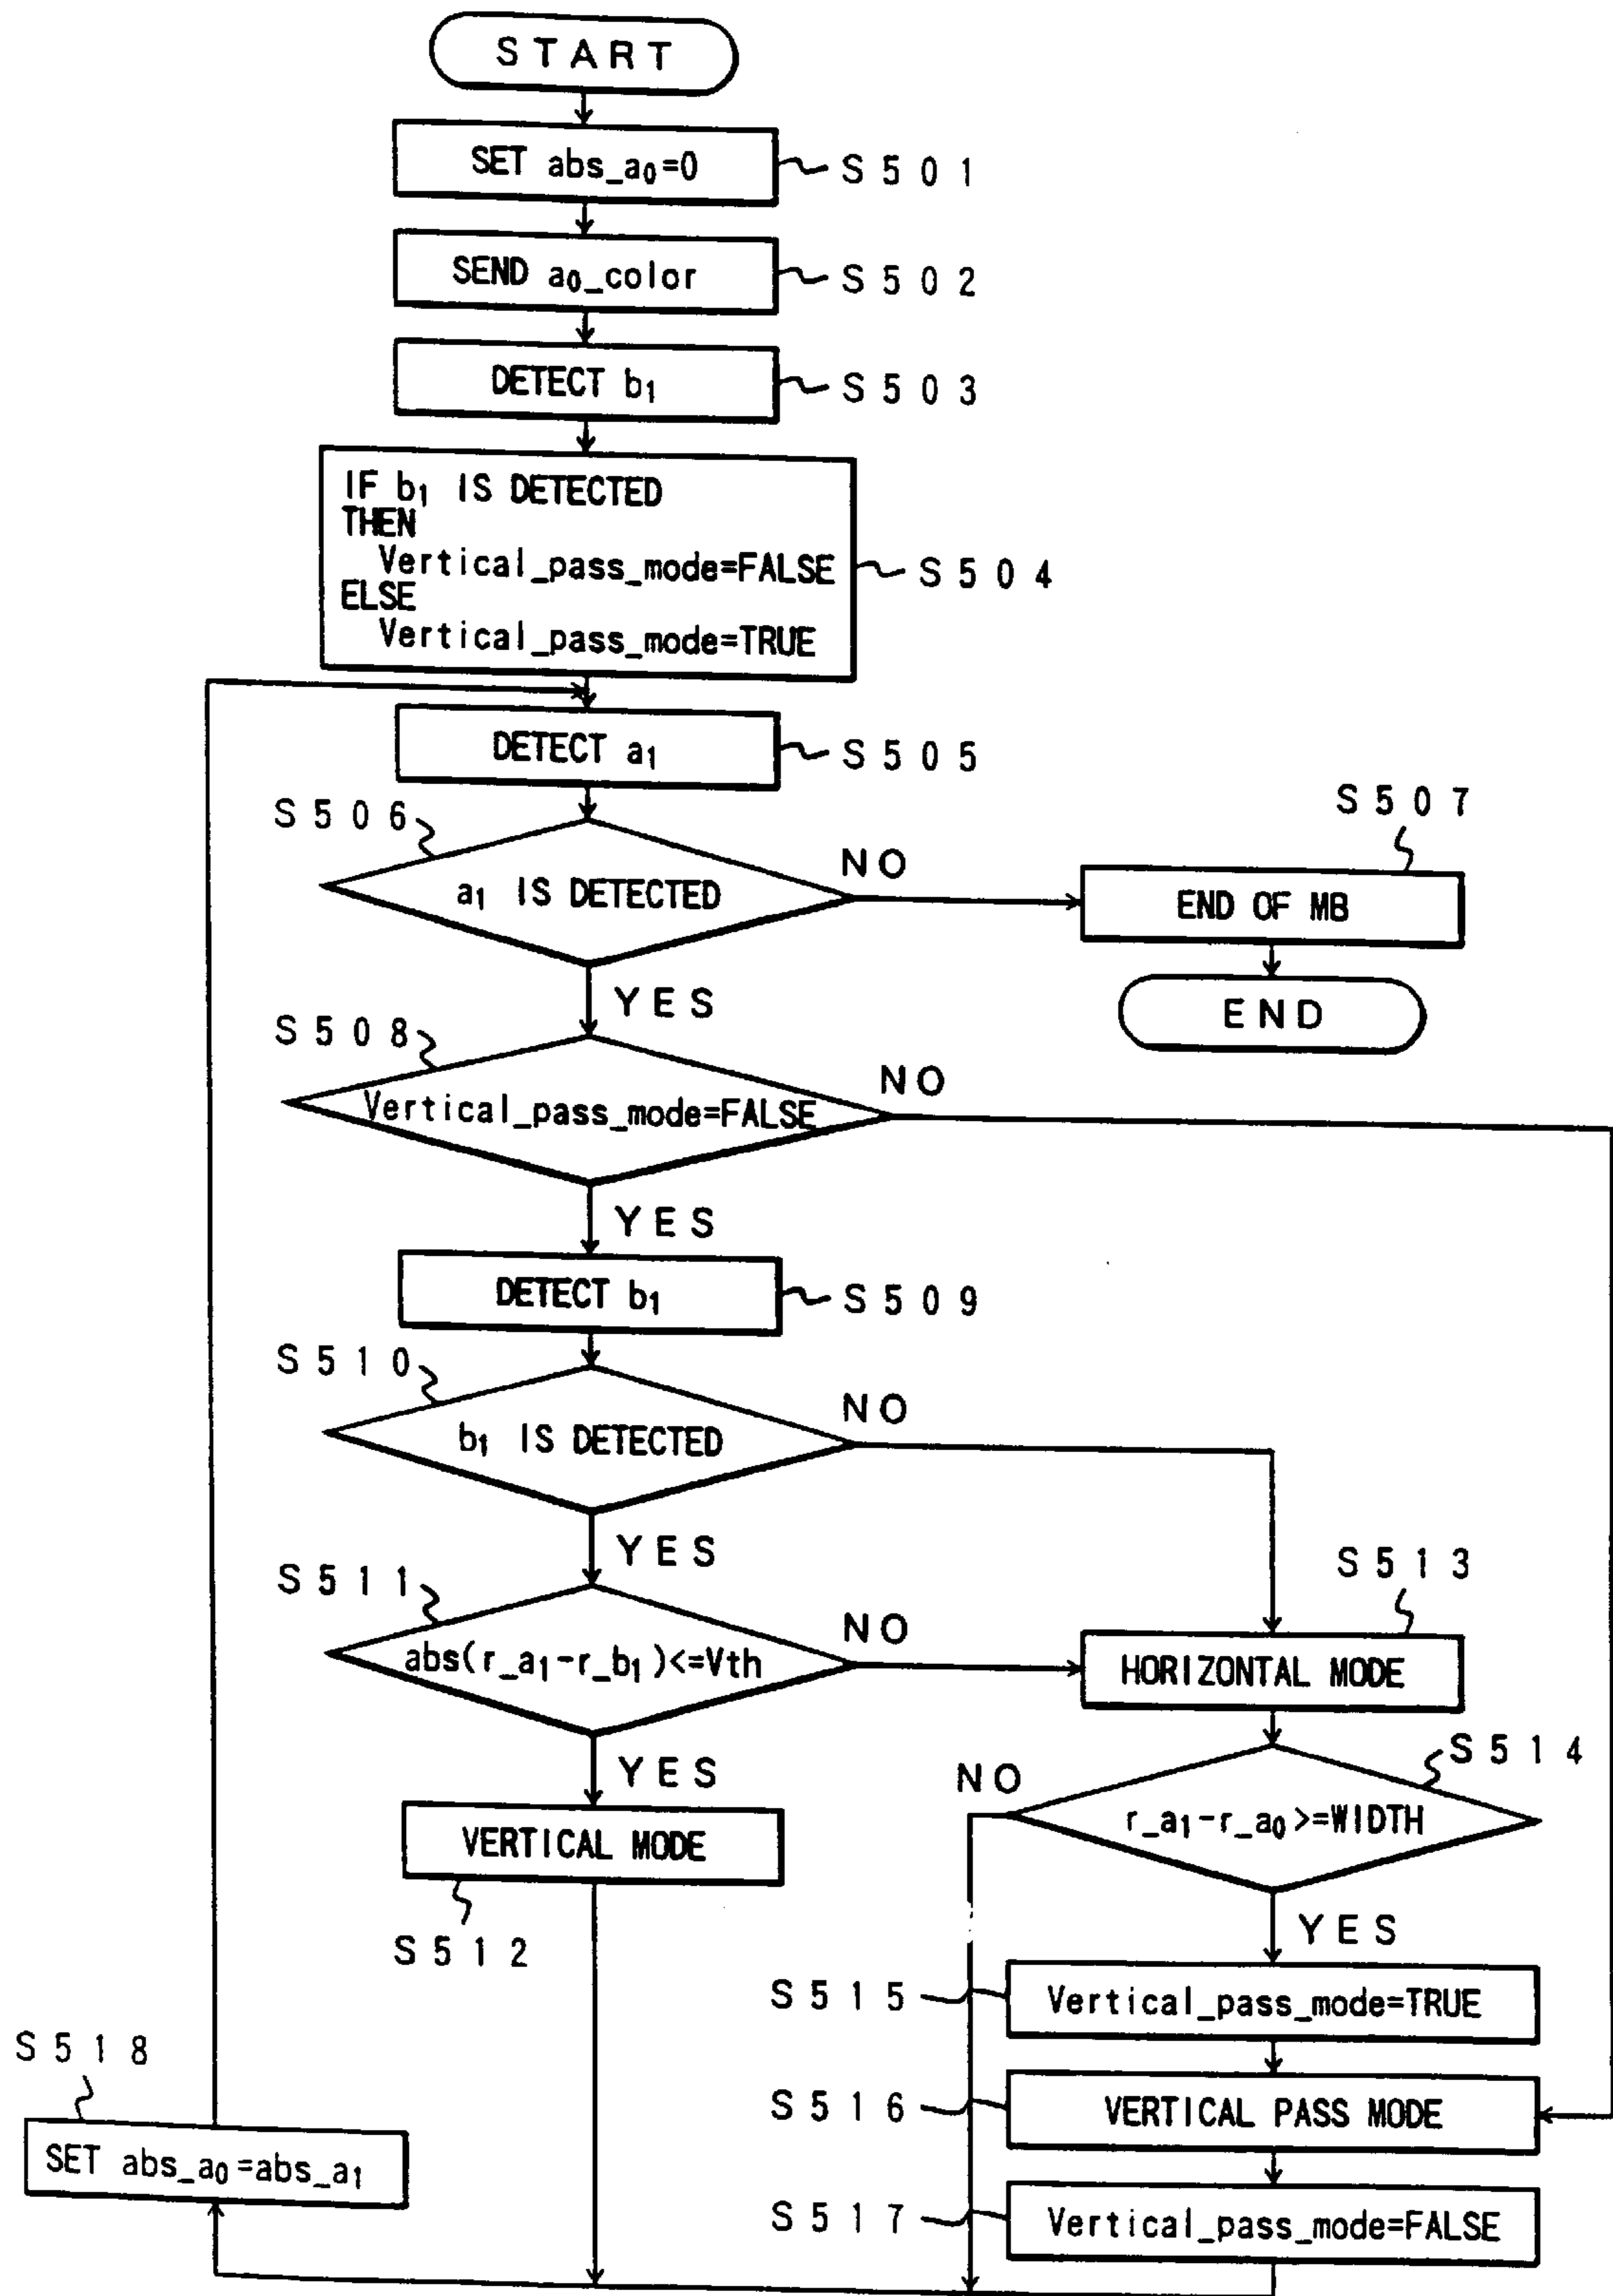 START
SET abs_a0=0
S501
SEND a0_color
S502
DETECT b1
S503
IF b1 IS DETECTED
THEN
Vertical_pass_mode=FALSE
ELSE
Vertical_pass_mode=TRUE
S504
DETECT a1
S505
S506
a1 IS DETECTED
NO
S507
END OF MB
END
YES
S508
Vertical_pass_mode=FALSE
NO
YES
DETECT b1
S509
S510
b1 IS DETECTED
NO
YES
S511
abs(r_a1-r_b1)<=Vth
NO
S513
HORIZONTAL MODE
YES
VERTICAL MODE
S512
S514
NO
r_a1-r_a0>=WIDTH
YES
S515
Vertical_pass_mode=TRUE
S516
VERTICAL PASS MODE
S517
Vertical_pass_mode=FALSE
S518
SET abs_a0=abs_a1